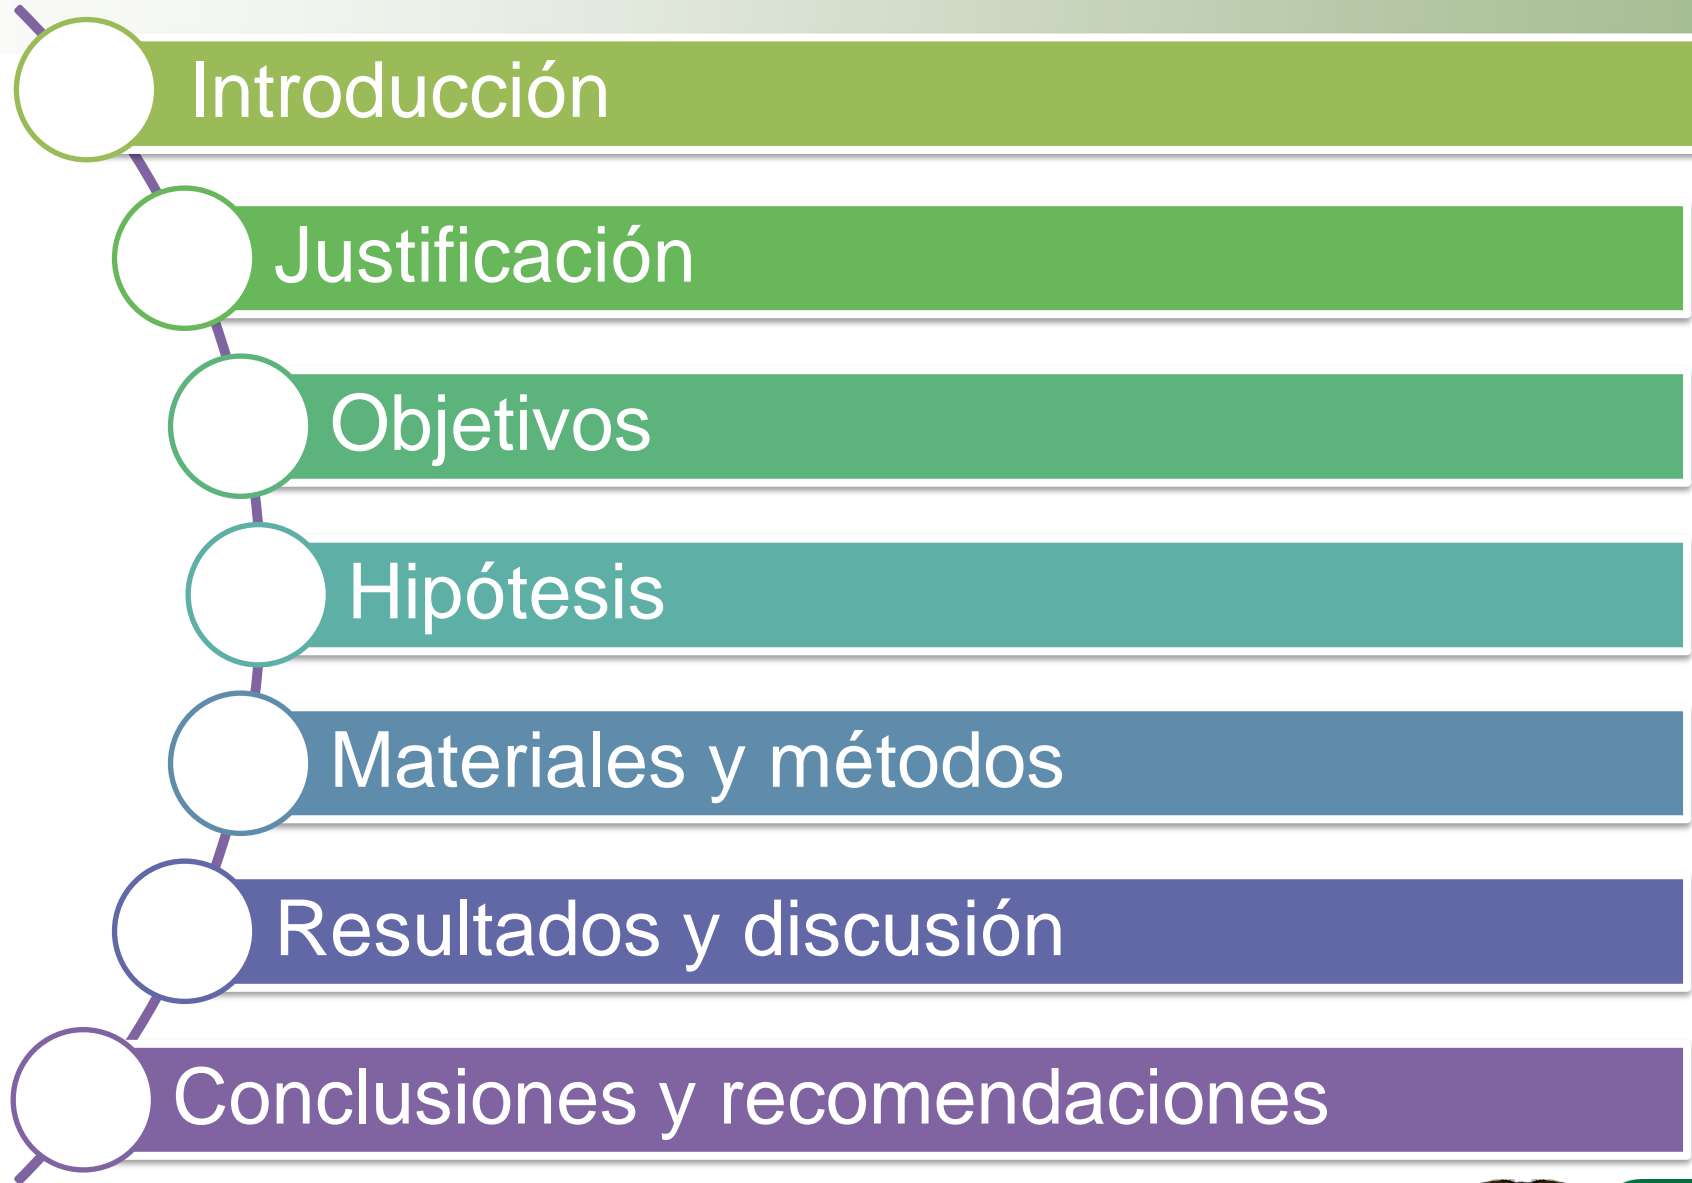 Introducción
Justificación
Objetivos
Hipótesis
Materiales y métodos
Resultados y discusión
Conclusiones y recomendaciones